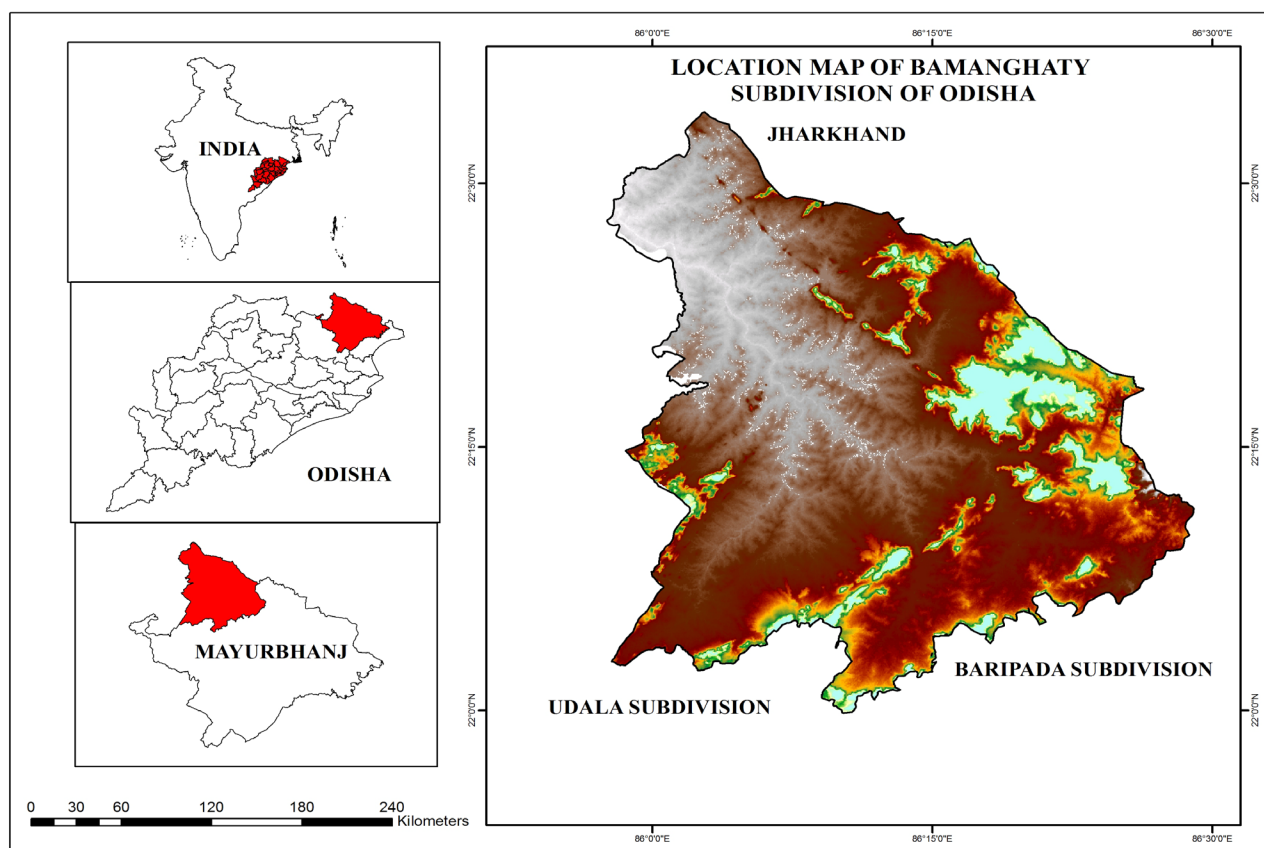 INDIA
ODISHA
MAYURBHANJ
0 30 60 120 180 240
Kilometers
86°0'0"E 86°15'0"E 86°30'0"E
LOCATION MAP OF BAMANGHATY
SUBDIVISION OF ODISHA
JHARKHAND
22°30'0"N 22°30'0"N
22°15'0"N 22°15'0"N
BARIPADA SUBDIVISION
UDALA SUBDIVISION
22°0'0"N 22°0'0"N
86°0'0"E 86°15'0"E 86°30'0"E